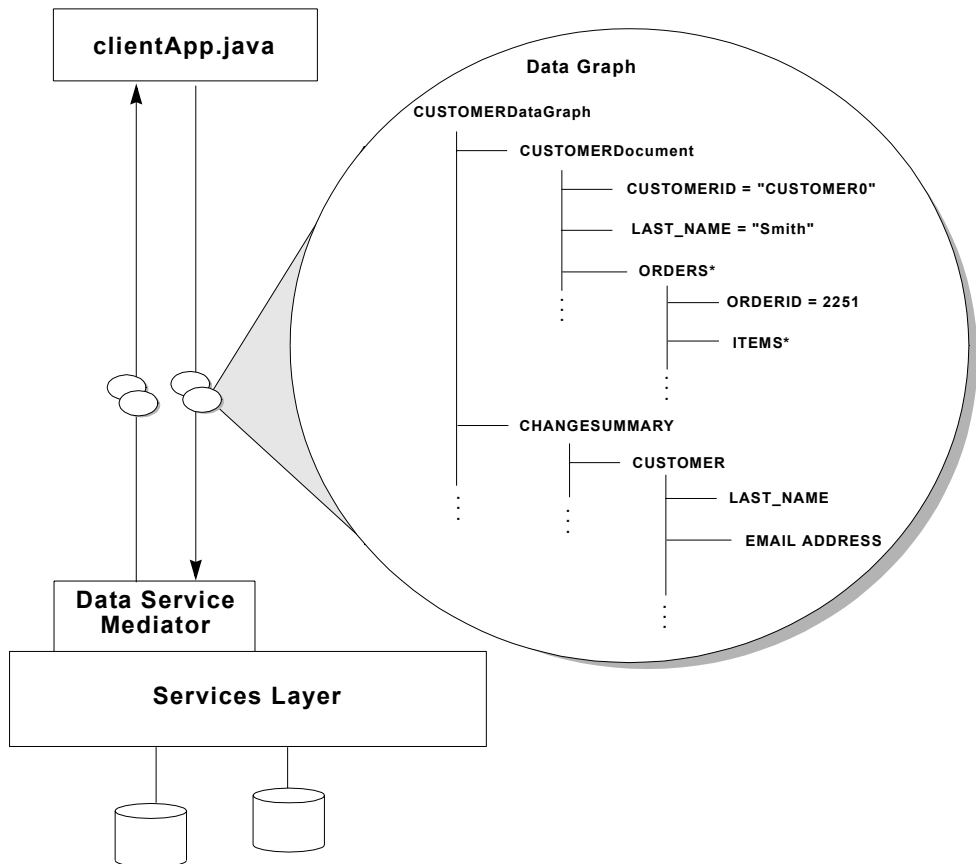 clientApp.java
Data Graph
CUSTOMERDataGraph
CUSTOMERDocument
CUSTOMERID = "CUSTOMER0"
LAST_NAME = "Smith"
ORDERS*
ORDERID = 2251
ITEMS*
CHANGESUMMARY
CUSTOMER
LAST_NAME
EMAIL ADDRESS
Data Service
Mediator
Services Layer